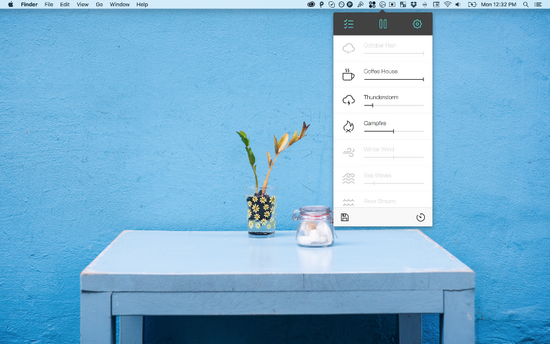 Finder File Edit View Go Window Help
Mon 12:32 PM
October Rain
Coffee House
Thunderstorm
Campfire
Winter Wind
Sea Waves
River Stream